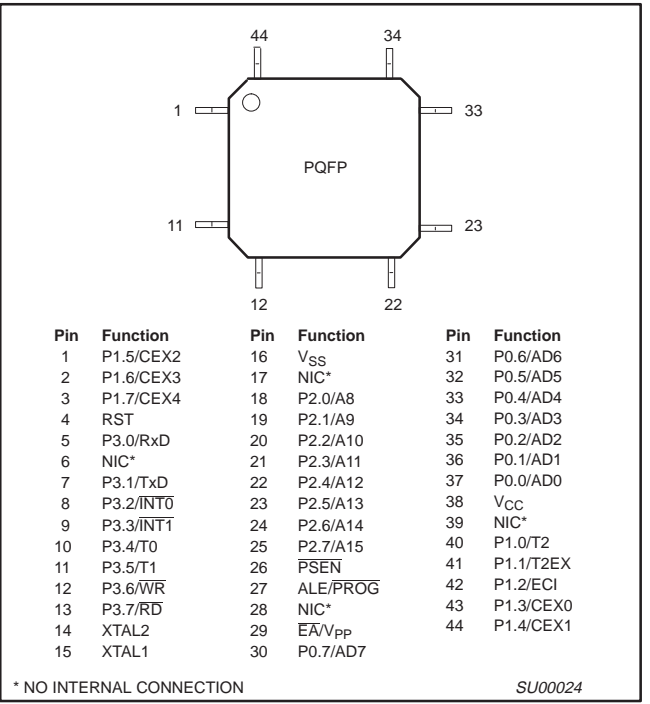 44 34
1 33
PQFP
11 23
12 22
Pin Function Pin Function Pin Function
1 P1.5/CEX2 16 VSS 31 P0.6/AD6
2 P1.6/CEX3 17 NIC* 32 P0.5/AD5
3 P1.7/CEX4 18 P2.0/A8 33 P0.4/AD4
4 RST 19 P2.1/A9 34 P0.3/AD3
5 P3.0/RxD 20 P2.2/A10 35 P0.2/AD2
6 NIC* 21 P2.3/A11 36 P0.1/AD1
7 P3.1/TxD 22 P2.4/A12 37 P0.0/AD0
8 P3.2/INT0 23 P2.5/A13 38 VCC
9 P3.3/INT1 24 P2.6/A14 39 NIC*
10 P3.4/T0 25 P2.7/A15 40 P1.0/T2
11 P3.5/T1 26 PSEN 41 P1.1/T2EX
12 P3.6/WR 27 ALE/PROG 42 P1.2/ECI
13 P3.7/RD 28 NIC* 43 P1.3/CEX0
14 XTAL2 29 EA/VPP 44 P1.4/CEX1
15 XTAL1 30 P0.7/AD7
* NO INTERNAL CONNECTION SU00024